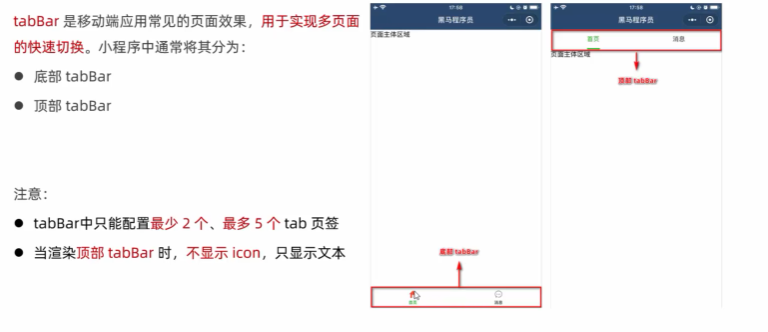 tabBar 是移动端应用常见的页面效果，用于实现多页面
的快速切换。小程序中通常将其分为：
● 底部 tabBar
● 顶部 tabBar
注意：
● tabBar中只能配置最少 2 个、最多 5 个 tab 页签
● 当渲染顶部 tabBar 时，不显示 icon，只显示文本
17:58
黑马程序员
页面主体区域
底部 tabBar
首页
消息
17:58
黑马程序员
首页
消息
页面主体区域
顶部 tabBar